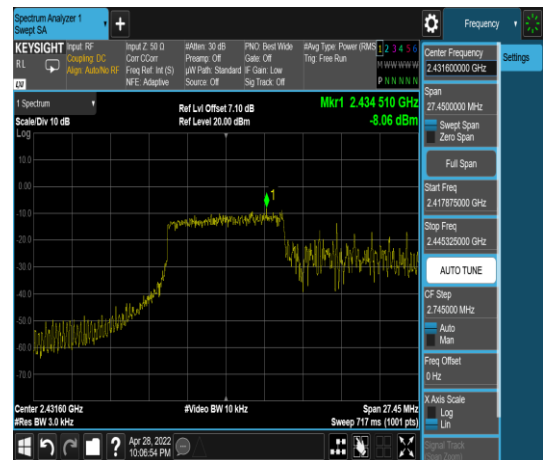 Spectrum Analyzer 1
Swept SA
+
Frequency
KEYSIGHT
RL
LXI
Input: RF
Coupling: DC
Align: Auto/No RF
Input Z: 50 Ω
Corr CCorr
Freq Ref: Int (S)
NFE: Adaptive
#Atten: 30 dB
Preamp: Off
µW Path: Standard
Source: Off
PNO: Best Wide
Gate: Off
IF Gain: Low
Sig Track: Off
#Avg Type: Power (RMS
Trig: Free Run
1 2 3 4 5 6
M W W W W W
P N N N N N
1 Spectrum
Scale/Div 10 dB
Log
Ref Lvl Offset 7.10 dB
Ref Level 20.00 dBm
Mkr1 2.434 510 GHz
-8.06 dBm
1
10.0
0.00
-10.0
-20.0
-30.0
-40.0
-50.0
-60.0
-70.0
Center 2.43160 GHz
#Res BW 3.0 kHz
#Video BW 10 kHz
Span 27.45 MHz
Sweep 717 ms (1001 pts)
Center Frequency
2.431600000 GHz
Settings
Span
27.4500000 MHz
Swept Span
Zero Span
Full Span
Start Freq
2.417875000 GHz
Stop Freq
2.445325000 GHz
AUTO TUNE
CF Step
2.745000 MHz
Auto
Man
Freq Offset
0 Hz
X Axis Scale
Log
Lin
Signal Track
(Span Zoom)
?
Apr 28, 2022
10:06:54 PM